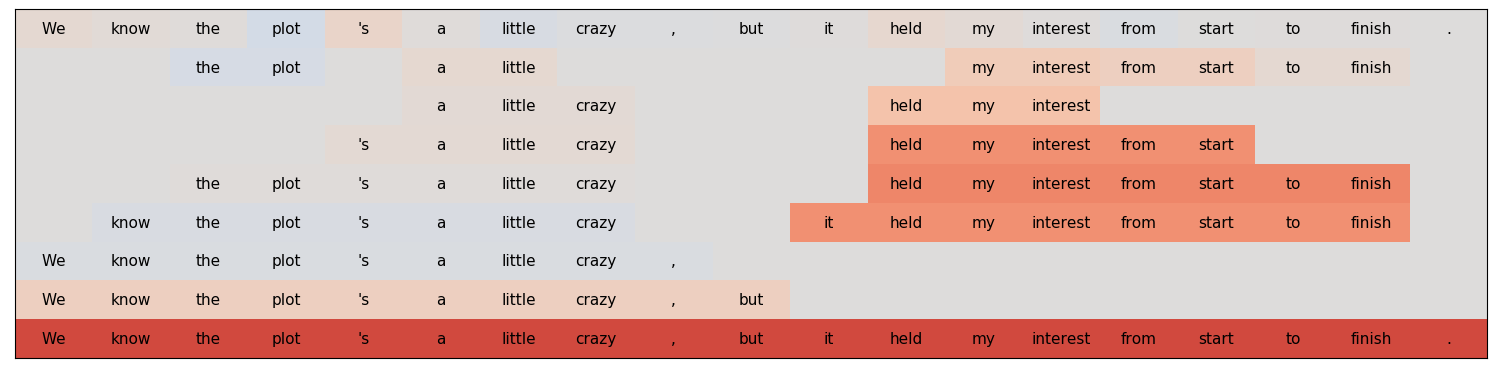 We know the plot 's a little crazy , but it held my interest from start to finish .
the plot a little my interest from start to finish
a little crazy held my interest
's a little crazy held my interest from start
the plot 's a little crazy held my interest from start to finish
know the plot 's a little crazy it held my interest from start to finish
We know the plot 's a little crazy ,
We know the plot 's a little crazy , but
We know the plot 's a little crazy , but it held my interest from start to finish .